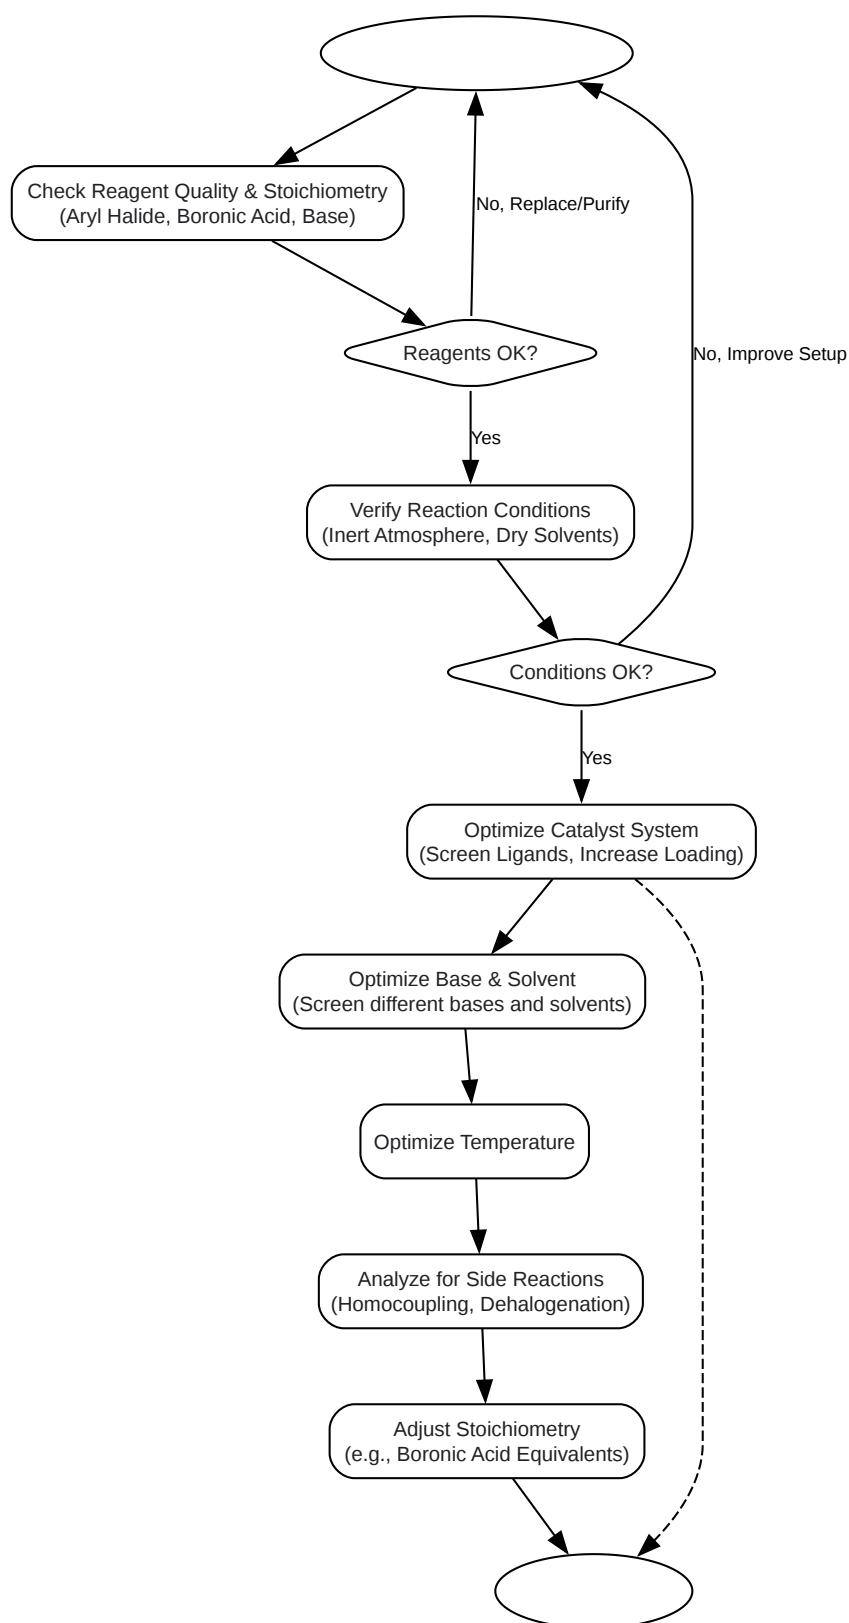 Check Reagent Quality & Stoichiometry
(Aryl Halide, Boronic Acid, Base)
No, Replace/Purify
Reagents OK?
No, Improve Setup
Yes
Verify Reaction Conditions
(Inert Atmosphere, Dry Solvents)
Conditions OK?
Yes
Optimize Catalyst System
(Screen Ligands, Increase Loading)
Optimize Base & Solvent
(Screen different bases and solvents)
Optimize Temperature
Analyze for Side Reactions
(Homocoupling, Dehalogenation)
Adjust Stoichiometry
(e.g., Boronic Acid Equivalents)